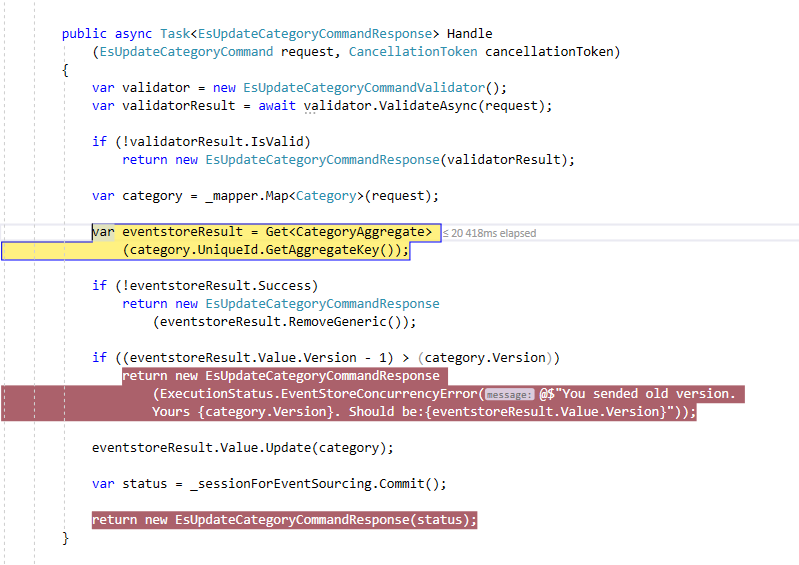 public async Task<EsUpdateCategoryCommandResponse> Handle
(EsUpdateCategoryCommand request, CancellationToken cancellationToken)
{
var validator = new EsUpdateCategoryCommandValidator();
var validatorResult = await validator.ValidateAsync(request);
if (!validatorResult.IsValid)
return new EsUpdateCategoryCommandResponse(validatorResult);
var category = _mapper.Map<Category>(request);
var eventstoreResult = Get<CategoryAggregate> ≤ 20 418ms elapsed
(category.UniqueId.GetAggregateKey());
if (!eventstoreResult.Success)
return new EsUpdateCategoryCommandResponse
(eventstoreResult.RemoveGeneric());
if ((eventstoreResult.Value.Version - 1) > (category.Version))
return new EsUpdateCategoryCommandResponse
(ExecutionStatus.EventStoreConcurrencyError(message: @$"You sended old version.
Yours {category.Version}. Should be:{eventstoreResult.Value.Version}"));
eventstoreResult.Value.Update(category);
var status = _sessionForEventSourcing.Commit();
return new EsUpdateCategoryCommandResponse(status);
}